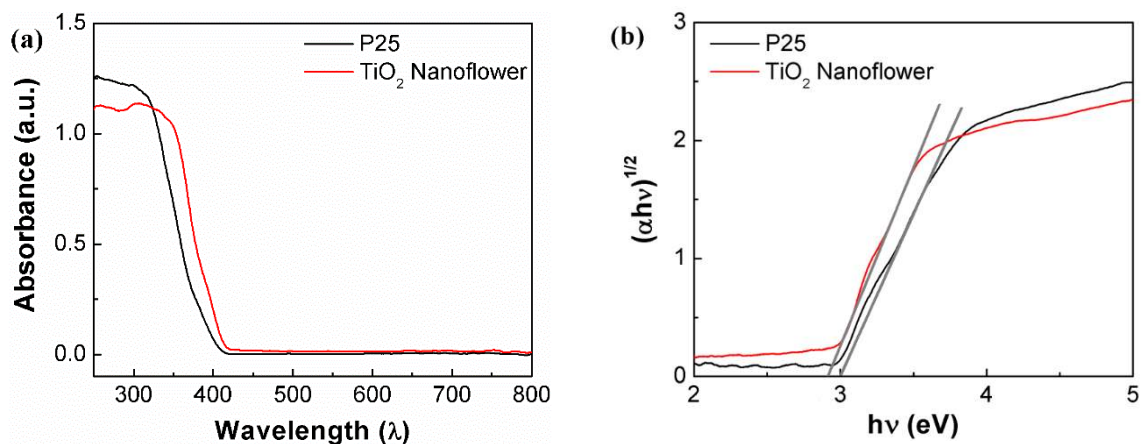 (a)
P25
TiO₂ Nanoflower
Absorbance (a.u.)
1.5
1.0
0.5
0.0
300 400 500 600 700 800
Wavelength (λ)
(b)
P25
TiO₂ Nanoflower
(αhν)^1/2
3
2
1
0
2 3 4 5
hν (eV)